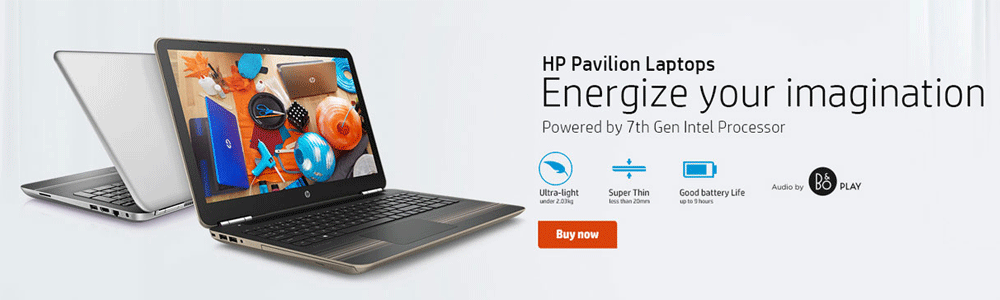 HP Pavilion Laptops
Energize your imagination
Powered by 7th Gen Intel Processor
Ultra-light
under 2.03kg
Super Thin
less than 20mm
Good battery Life
up to 9 hours
Audio by B&O PLAY
Buy now